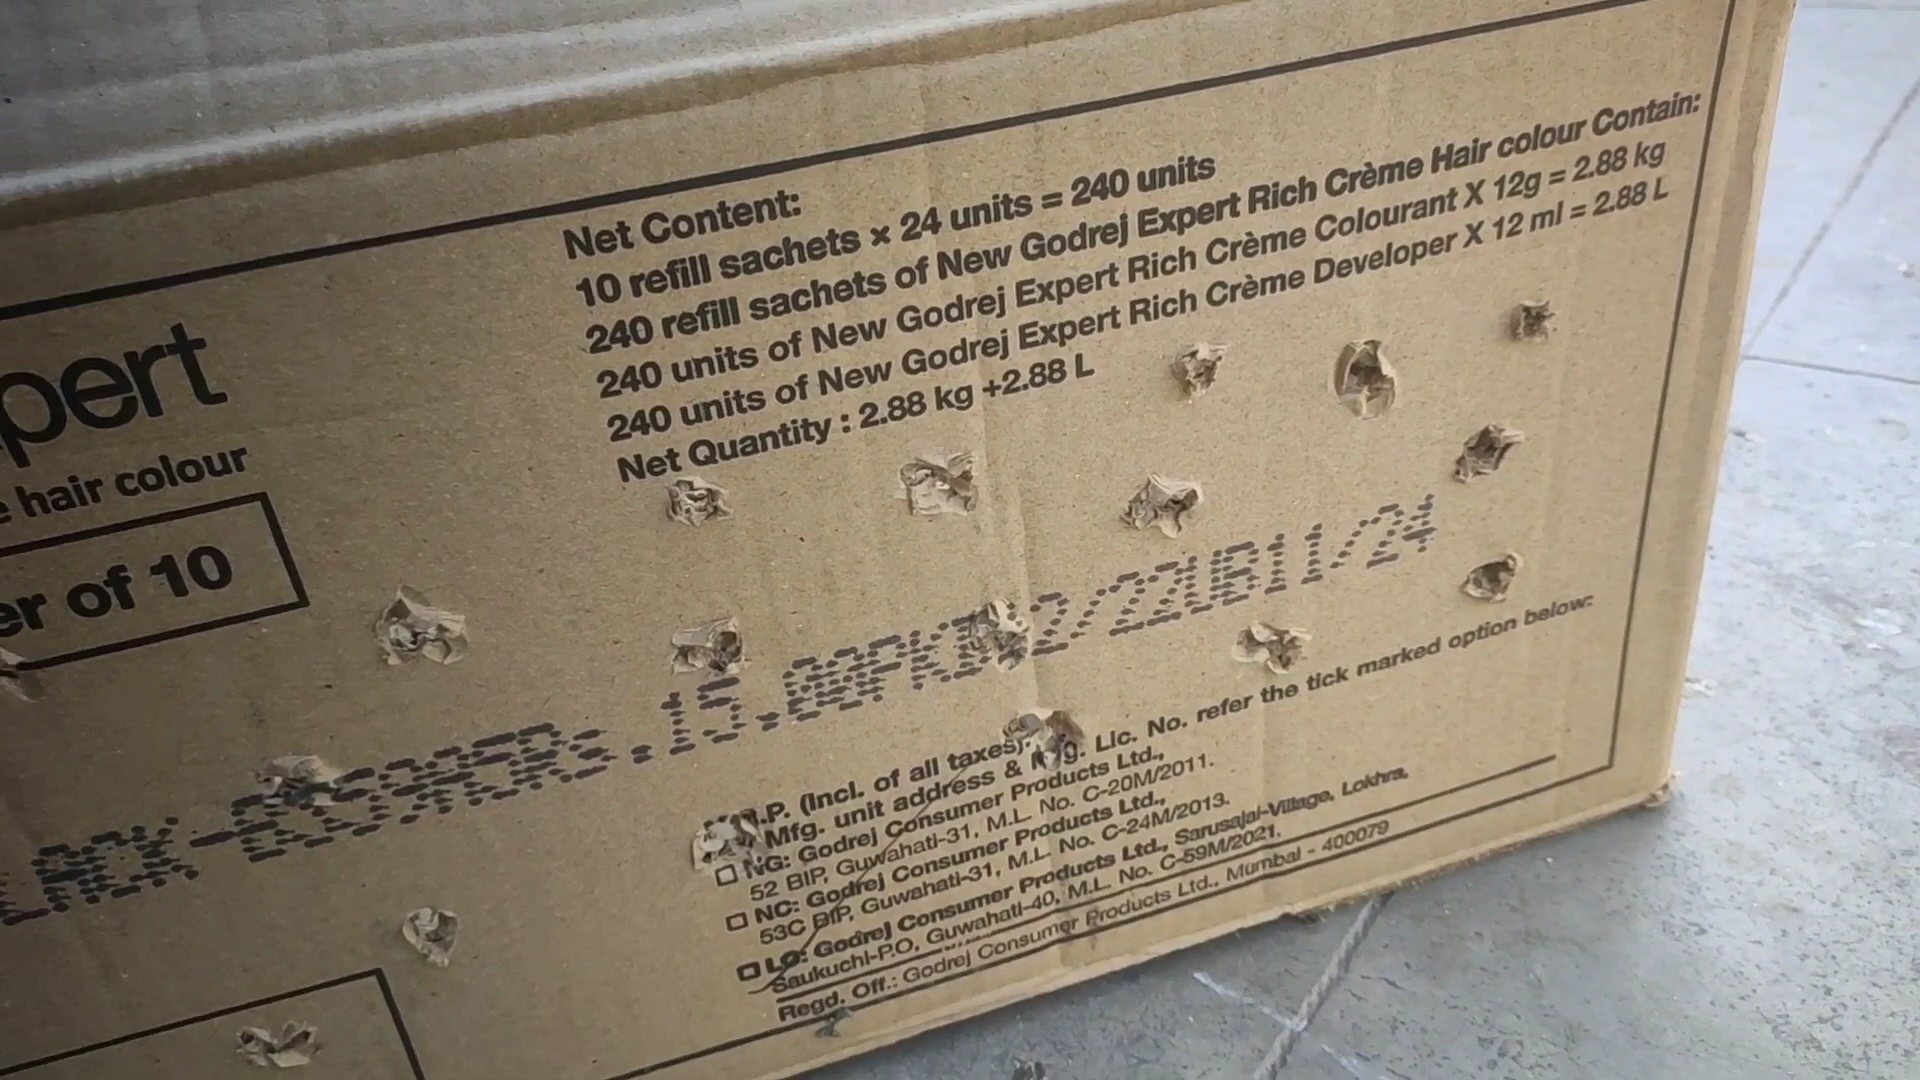 Net Content:
10 refill sachets × 24 units = 240 units
240 refill sachets of New Godrej Expert Rich Crème Hair colour Contain:
240 units of New Godrej Expert Rich Crème Colourant X 12g = 2.88 kg
240 units of New Godrej Expert Rich Crème Developer X 12 ml = 2.88 L
Net Quantity : 2.88 kg +2.88 L
pert
hair colour
er of 10
.15. 2/22UB11/24
.P. (Incl. of all taxes):
Mfg. unit address & Lic. No. refer the tick marked option below:
NG: Godrej Consumer Products Ltd.,
52 BIP, Guwahati-31, M.L. No. C-20M/2011.
NC: Godrej Consumer Products Ltd.,
53C BIP, Guwahati-31, M.L. No. C-24M/2013.
LO: Godrej Consumer Products Ltd., Sarusajai-Village, Lokhra,
Saukuchi-P.O, Guwahati-40, M.L. No. C-59M/2021.
Regd. Off.: Godrej Consumer Products Ltd., Mumbai - 400079